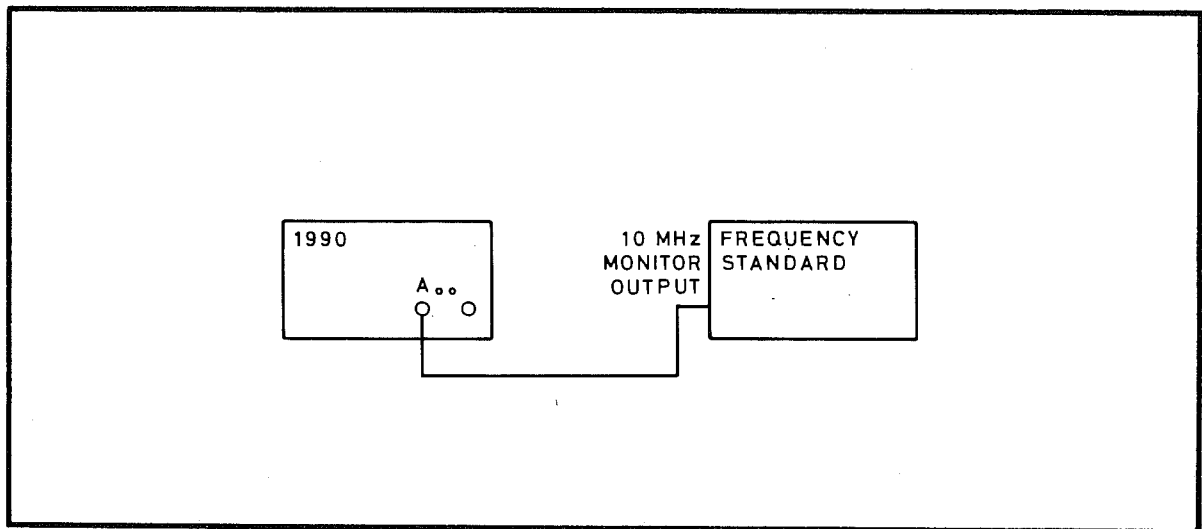 1990
A
10 MHz
MONITOR
OUTPUT
FREQUENCY
STANDARD